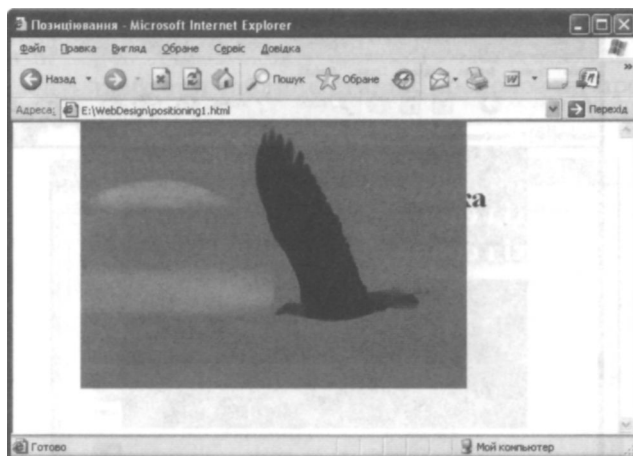 Позиціювання - Microsoft Internet Explorer
Файл Правка Вигляд Обране Сервіс Довідка
Назад Пошук Обране
Адреса: E:\WebDesign\positioning1.html Перехід
ка
Готово Мой компьютер